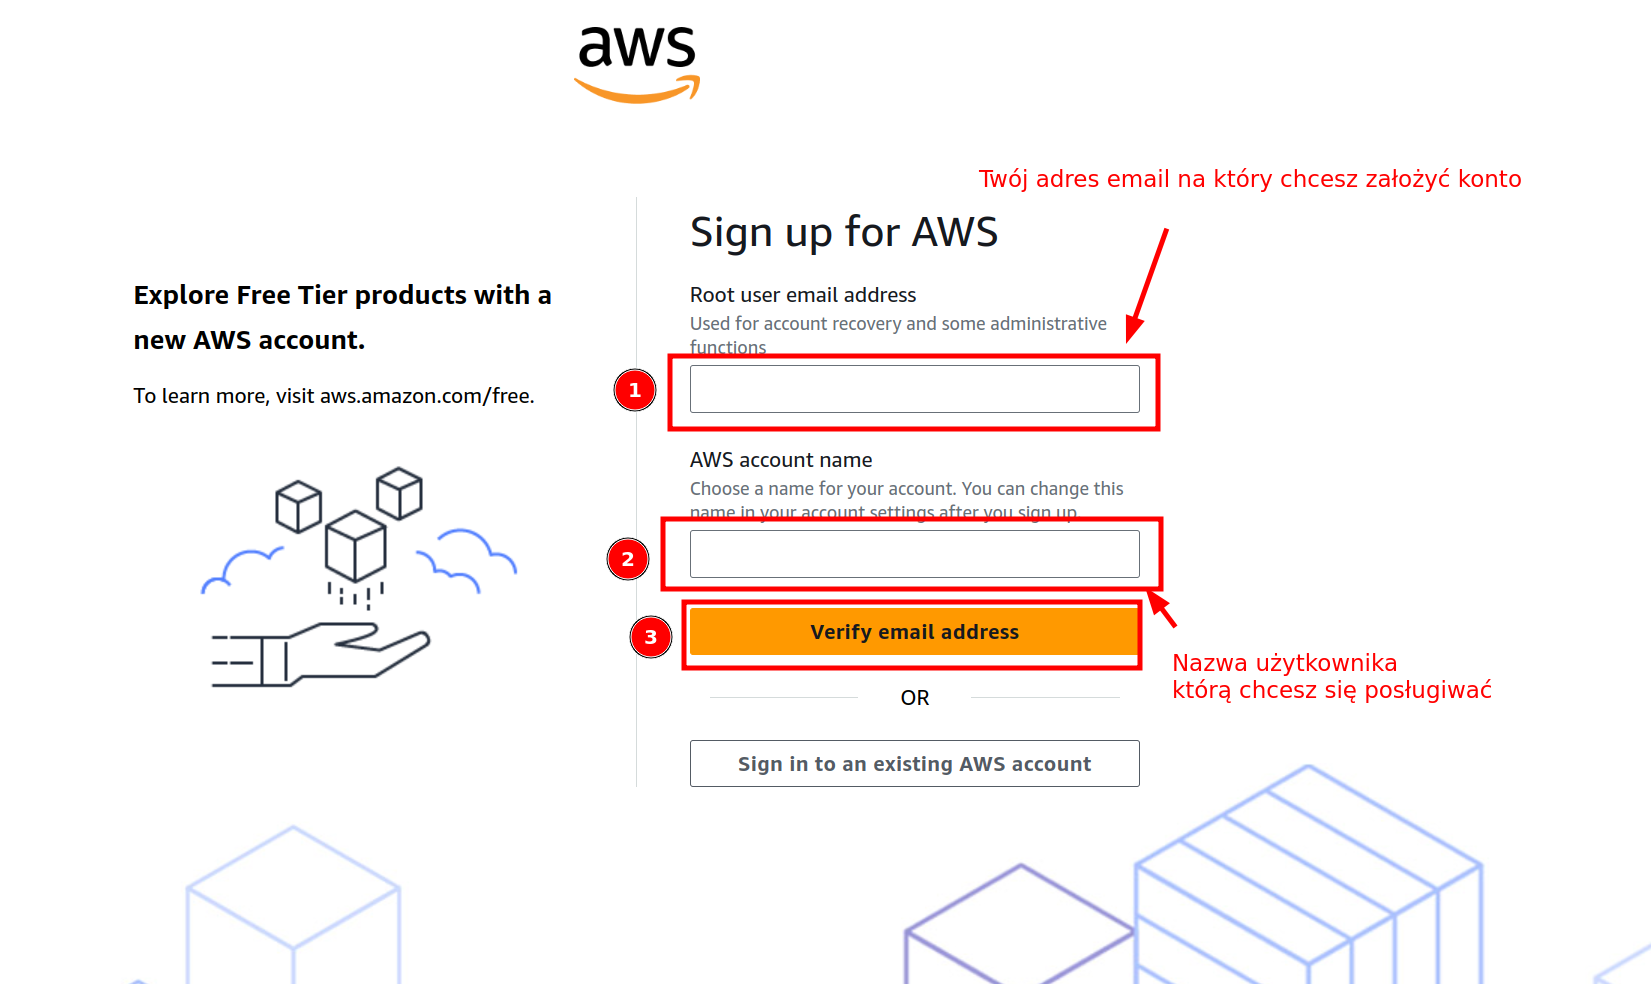 aws
Twój adres email na który chcesz założyć konto
Sign up for AWS
Explore Free Tier products with a
new AWS account.
To learn more, visit aws.amazon.com/free.
Root user email address
Used for account recovery and some administrative
functions
1
AWS account name
Choose a name for your account. You can change this
name in your account settings after you sign up.
2
3
Verify email address
Nazwa użytkownika
którą chcesz się posługiwać
OR
Sign in to an existing AWS account